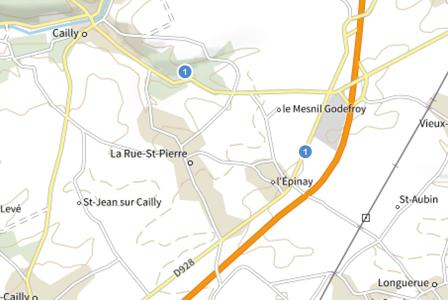 Cailly
1
le Mesnil Godefroy
Vieux-
1
La Rue-St-Pierre
l'Épinay
St-Jean sur Cailly
St-Aubin
Levé
D928
Longuerue
-Cailly